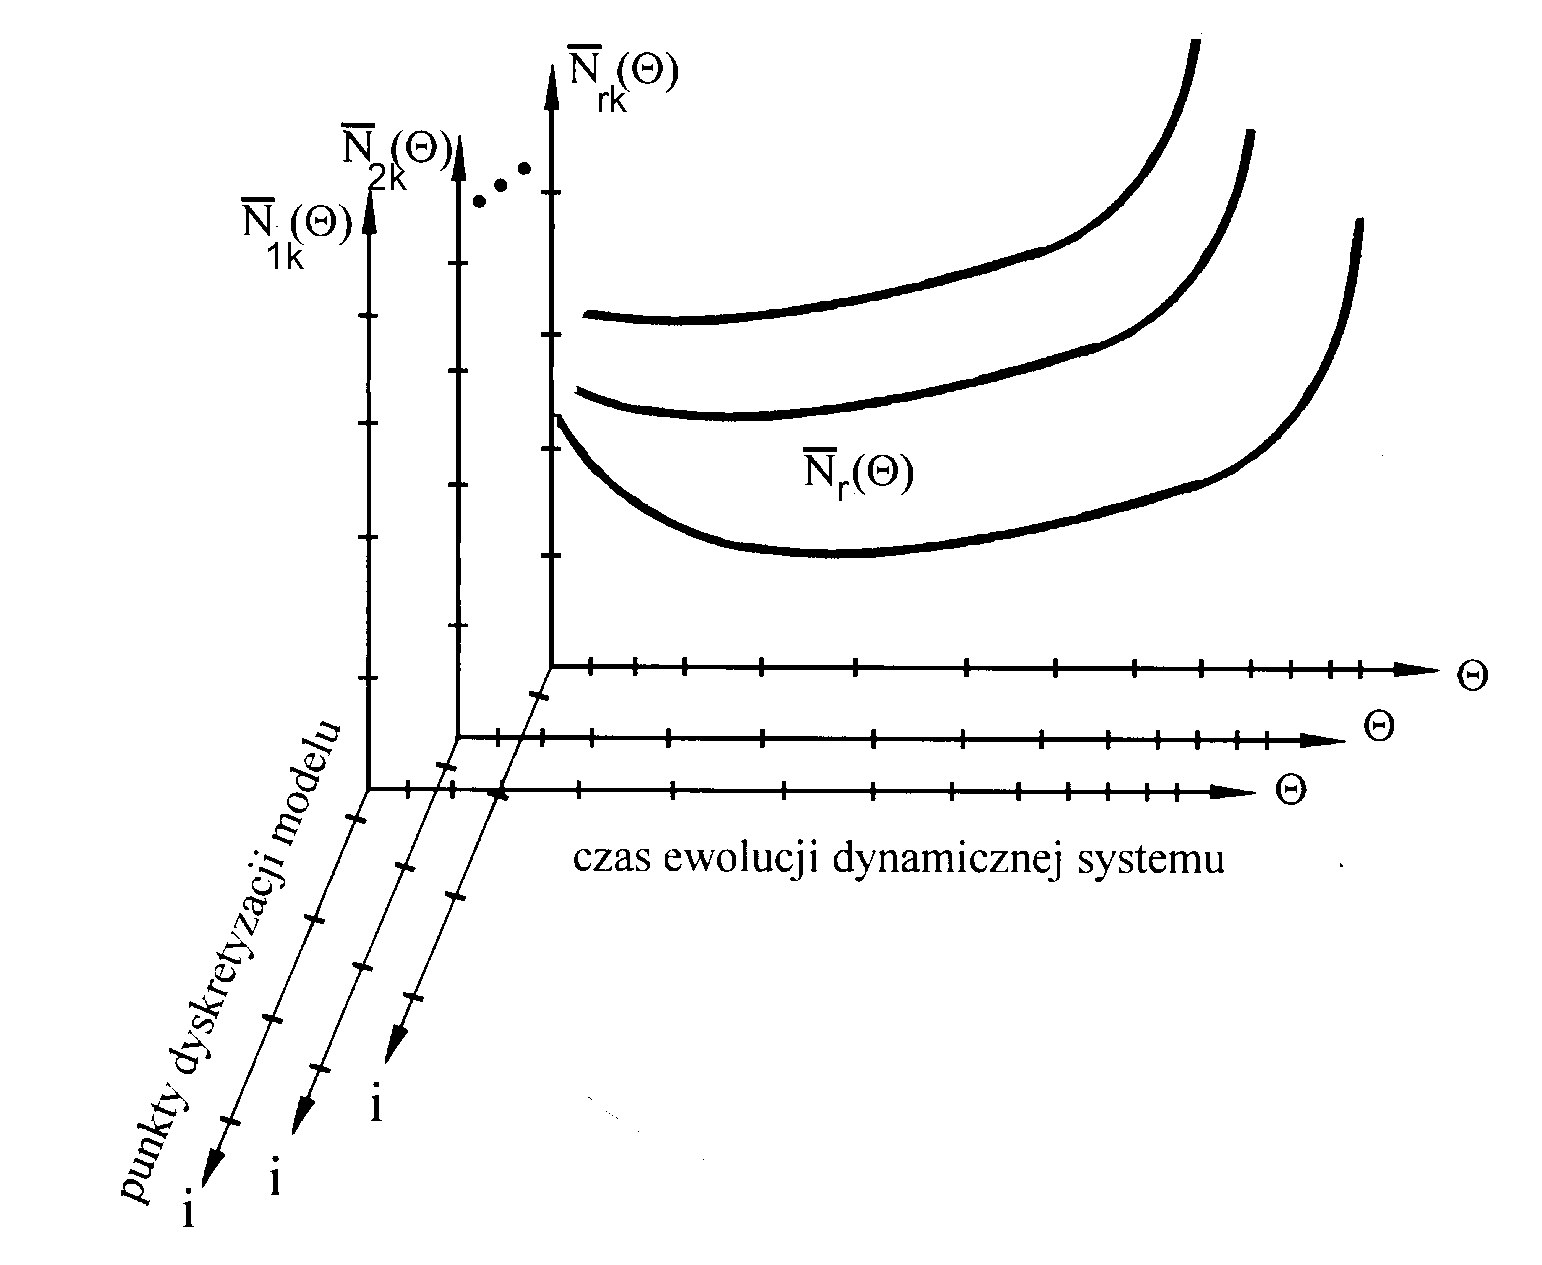 N̅rk(Θ)
N̅2k(Θ)
N̅1k(Θ)
N̅r(Θ)
Θ
Θ
Θ
czas ewolucji dynamicznej systemu
punkty dyskretyzacji modelu
i
i
i